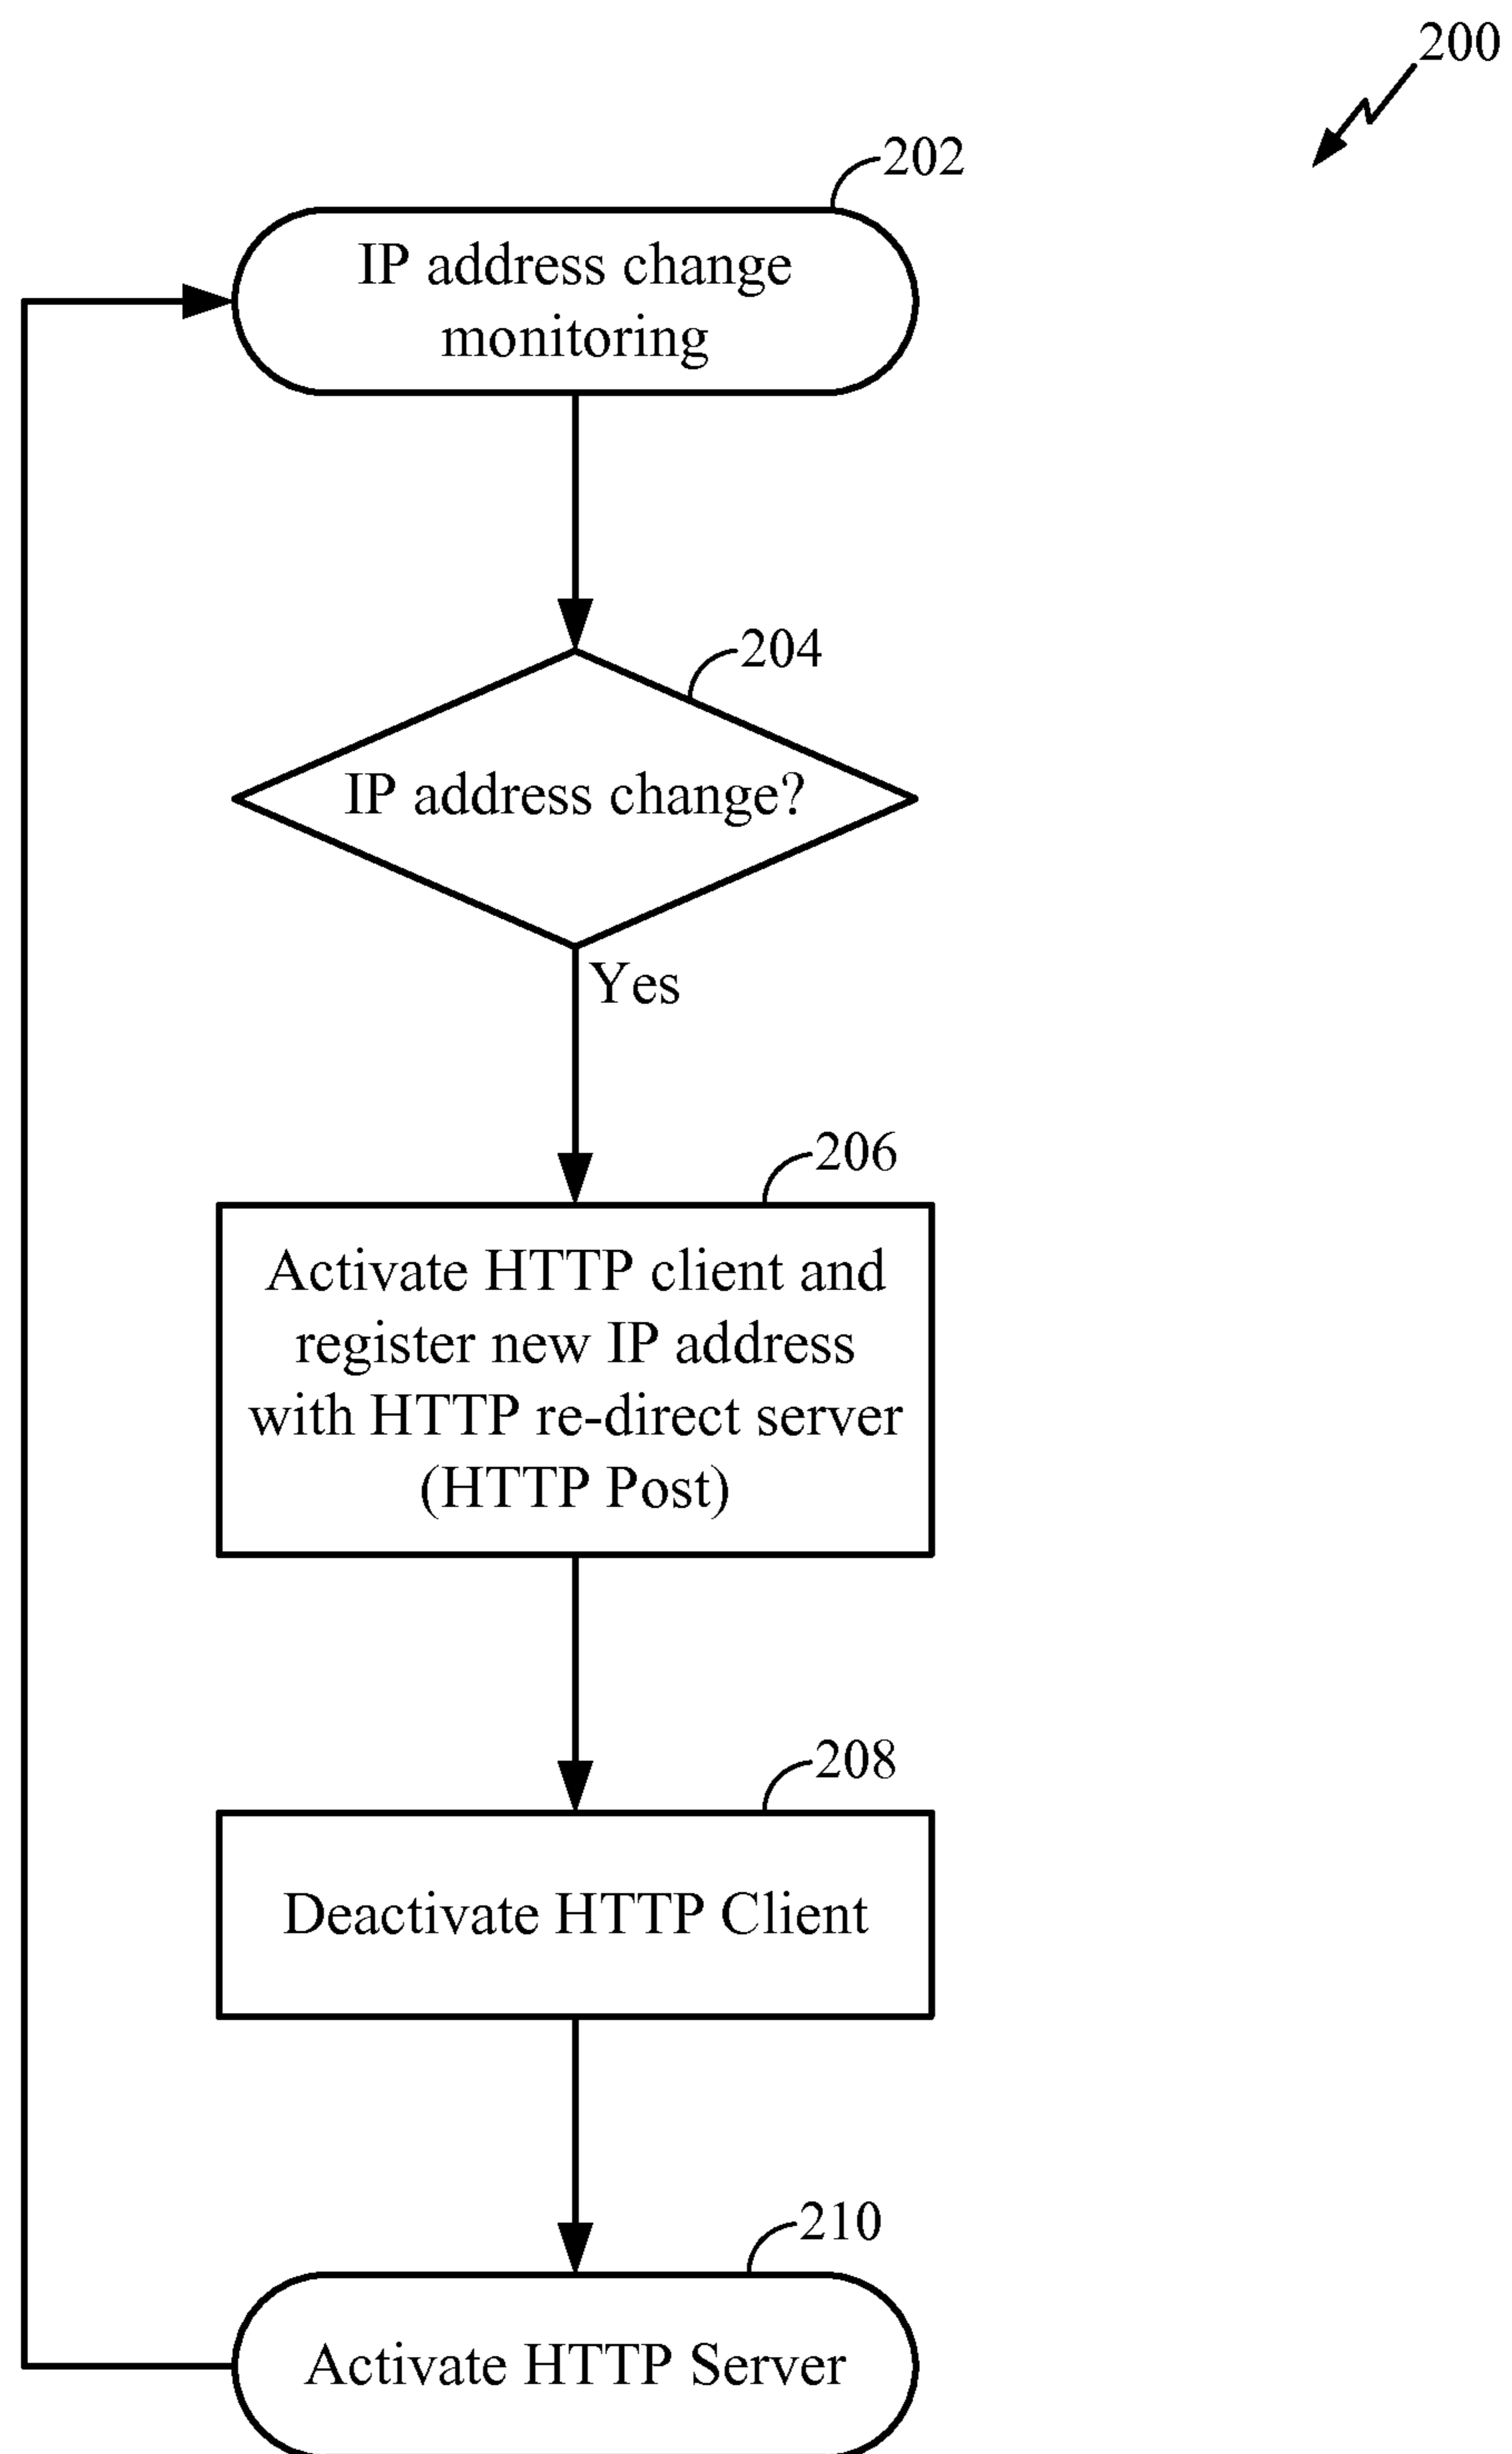 200
202
IP address change
monitoring
204
IP address change?
Yes
206
Activate HTTP client and
register new IP address
with HTTP re-direct server
(HTTP Post)
208
Deactivate HTTP Client
210
Activate HTTP Server